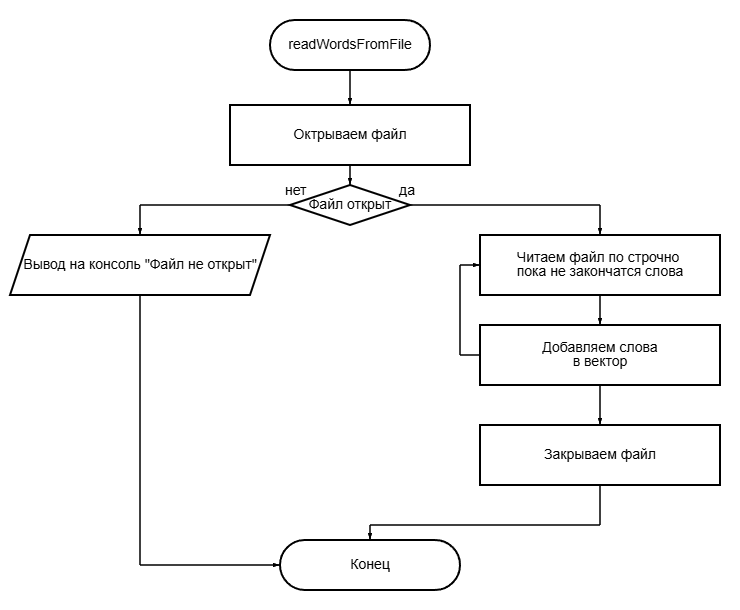 readWordsFromFile
Октрываем файл
нет
да
Файл открыт
Вывод на консоль "Файл не открыт"
Читаем файл по строчно
пока не закончатся слова
Добавляем слова
в вектор
Закрываем файл
Конец